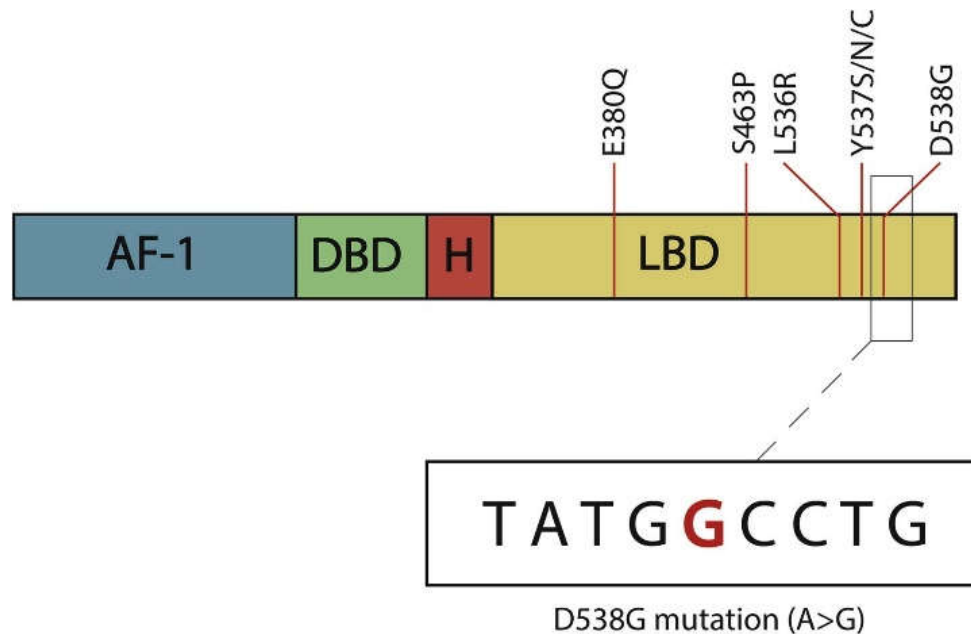 E380Q
S463P
L536R
Y537S/N/C
D538G
AF-1
DBD
H
LBD
TATGGCCTG
D538G mutation (A>G)